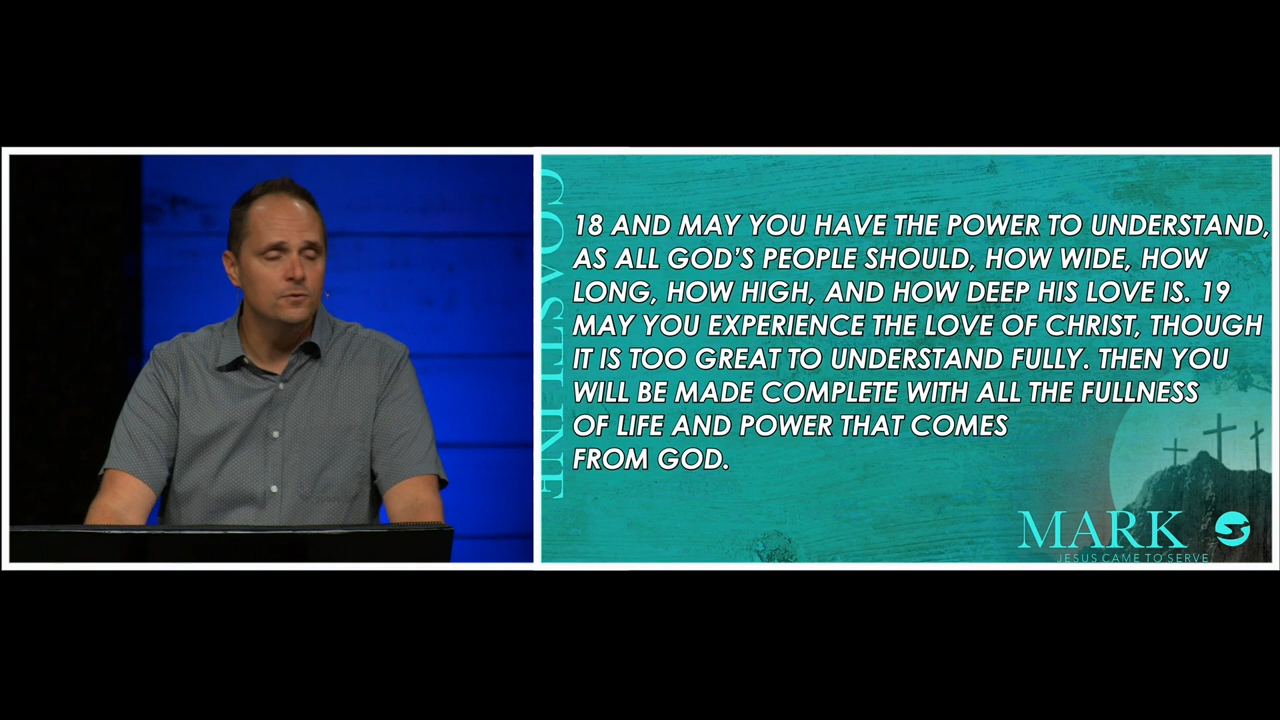 COASTLINE
18 AND MAY YOU HAVE THE POWER TO UNDERSTAND,
AS ALL GOD'S PEOPLE SHOULD, HOW WIDE, HOW
LONG, HOW HIGH, AND HOW DEEP HIS LOVE IS. 19
MAY YOU EXPERIENCE THE LOVE OF CHRIST, THOUGH
IT IS TOO GREAT TO UNDERSTAND FULLY. THEN YOU
WILL BE MADE COMPLETE WITH ALL THE FULLNESS
OF LIFE AND POWER THAT COMES
FROM GOD.
MARK
JESUS CAME TO SERVE